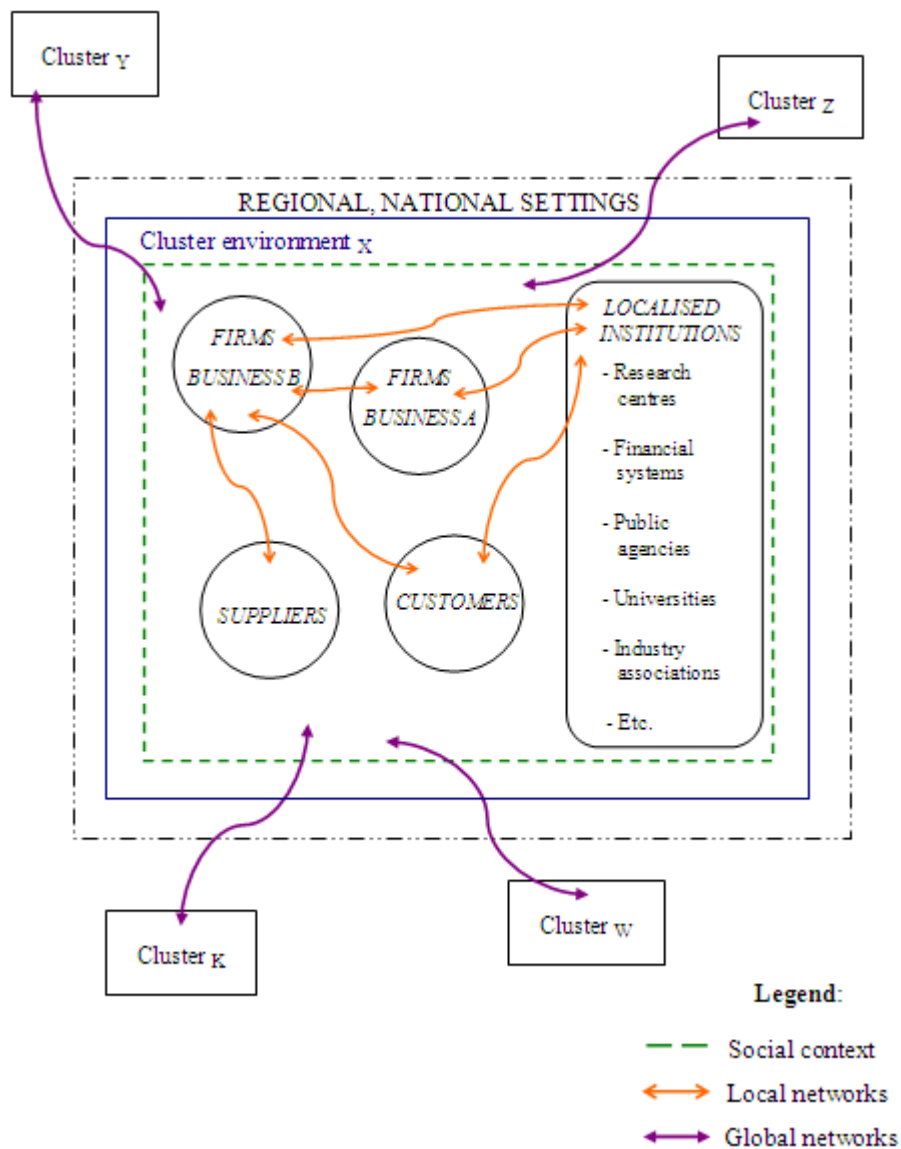 Cluster Y
Cluster Z
REGIONAL, NATIONAL SETTINGS
Cluster environment X
FIRMS
BUSINESS B
FIRMS
BUSINESS A
LOCALISED
INSTITUTIONS
- Research
centres
- Financial
systems
- Public
agencies
- Universities
- Industry
associations
- Etc.
SUPPLIERS
CUSTOMERS
Cluster K
Cluster W
Legend:
Social context
Local networks
Global networks